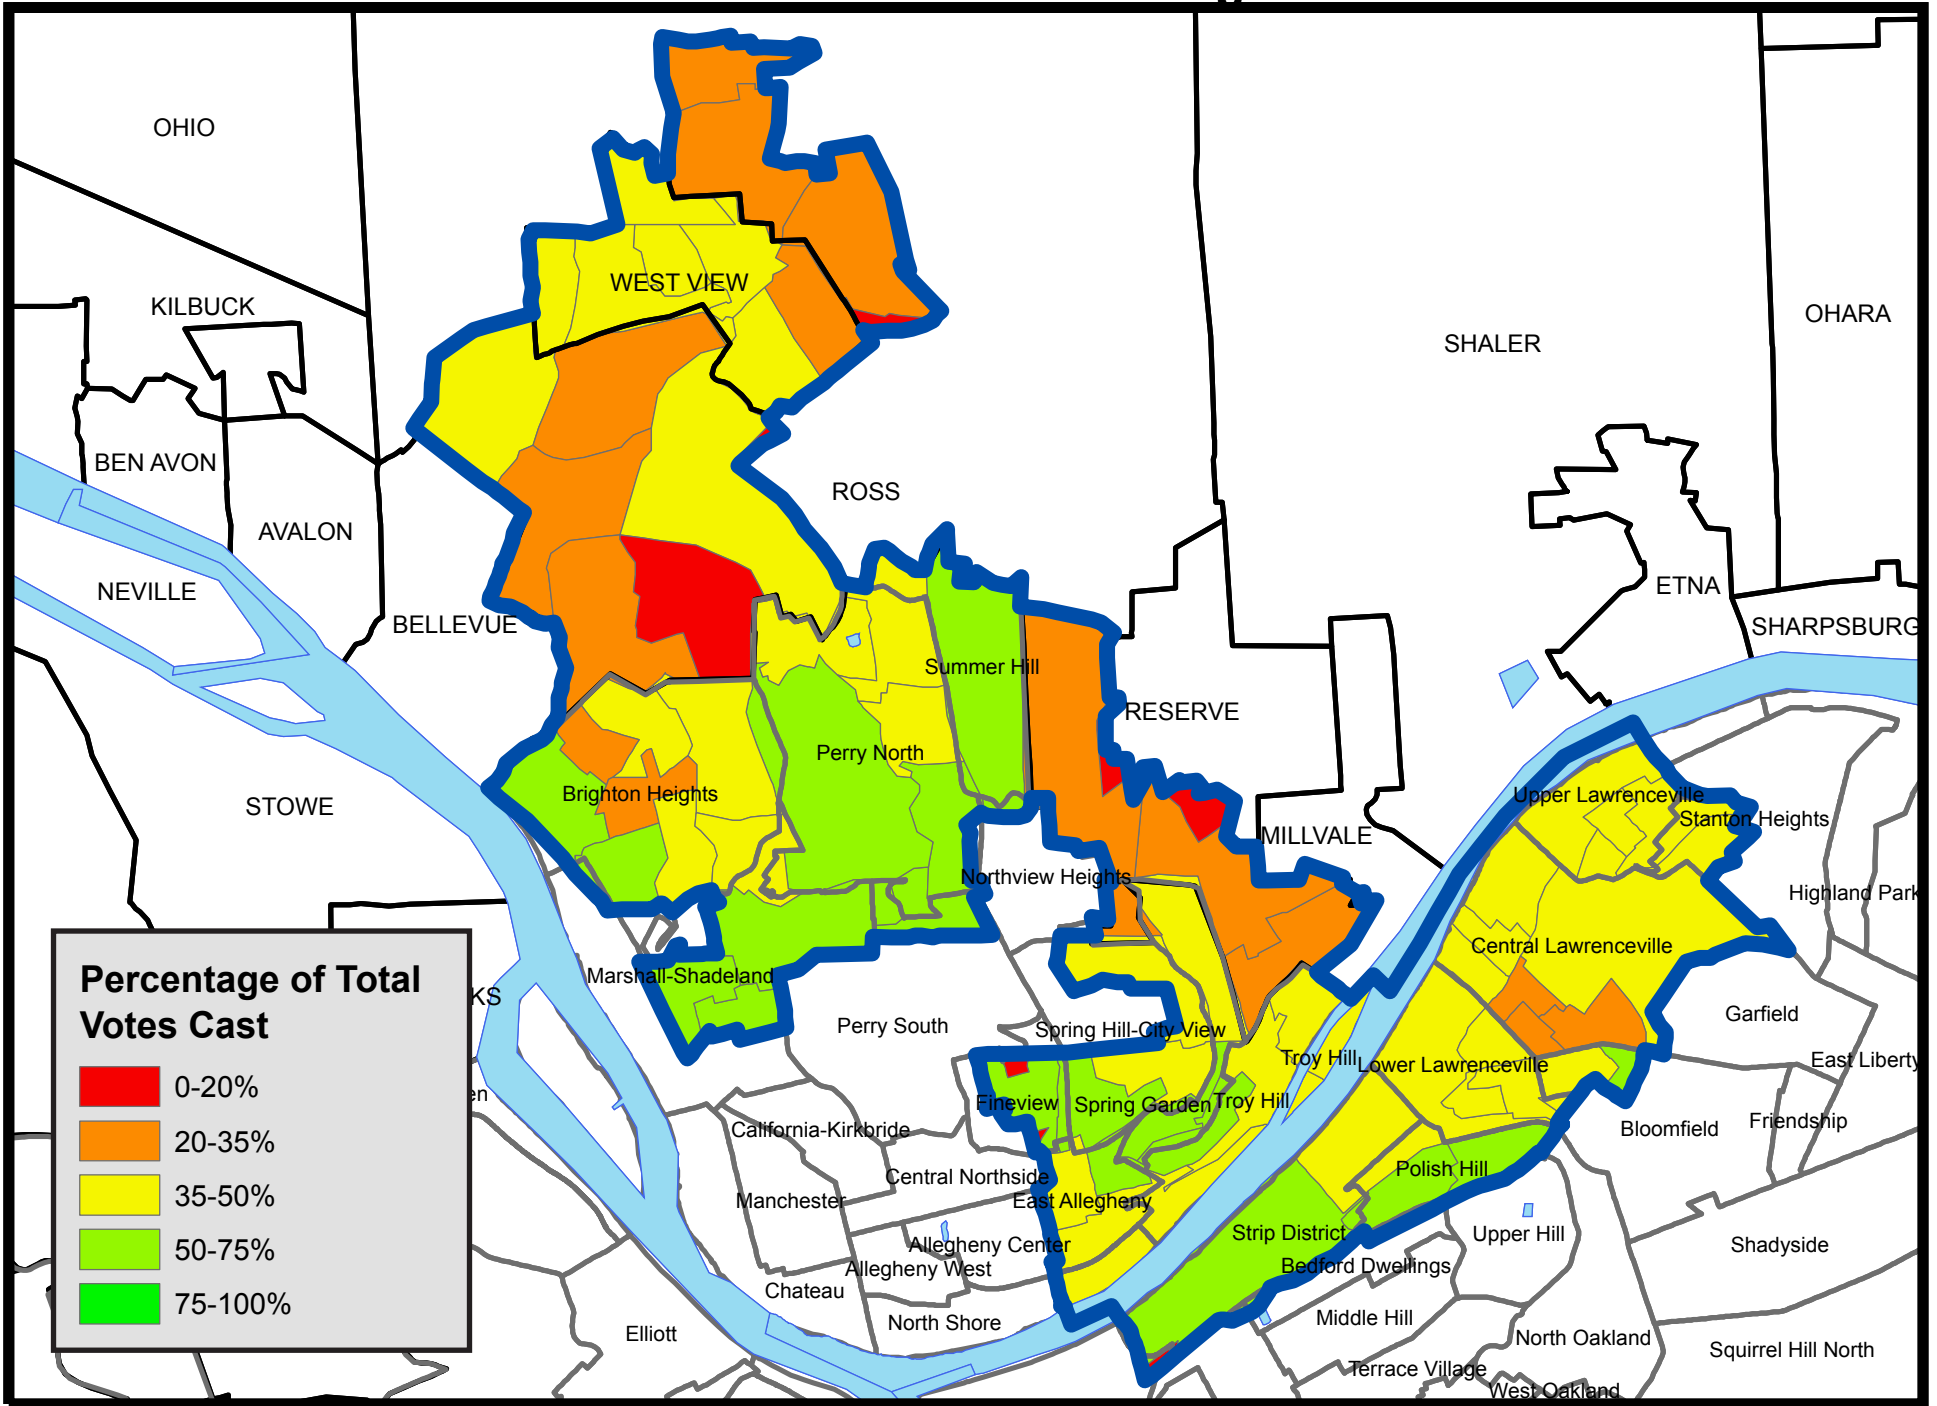 OHIO
KILBUCK
OHARA
WEST VIEW
SHALER
BEN AVON
ROSS
AVALON
NEVILLE
ETNA
BELLEVUE
SHARPSBURG
Summer Hill
RESERVE
Perry North
STOWE
Brighton Heights
Upper Lawrenceville
Stanton Heights
MILLVALE
Northview Heights
Highland Park
Central Lawrenceville
Marshall-Shadeland
KS
Perry South
Spring Hill-City View
Garfield
Troy Hill
Lower Lawrenceville
East Liberty
en
Fineview
Spring Garden
Troy Hill
California-Kirkbride
Bloomfield
Friendship
Central Northside
Polish Hill
Manchester
East Allegheny
Strip District
Upper Hill
Allegheny Center
Shadyside
Allegheny West
Bedford Dwellings
Chateau
North Shore
Middle Hill
Elliott
North Oakland
Squirrel Hill North
Terrace Village
West Oakland
Percentage of Total
Votes Cast
0-20%
20-35%
35-50%
50-75%
75-100%